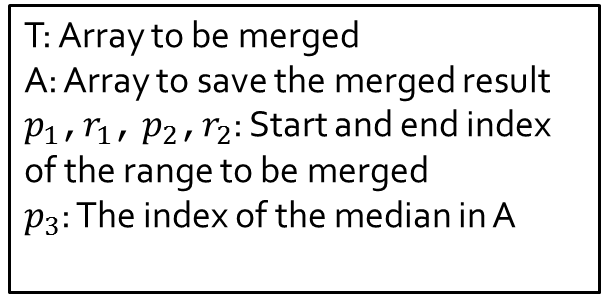 T: Array to be merged
A: Array to save the merged result
p₁, r₁, p₂, r₂: Start and end index
of the range to be merged
p₃: The index of the median in A